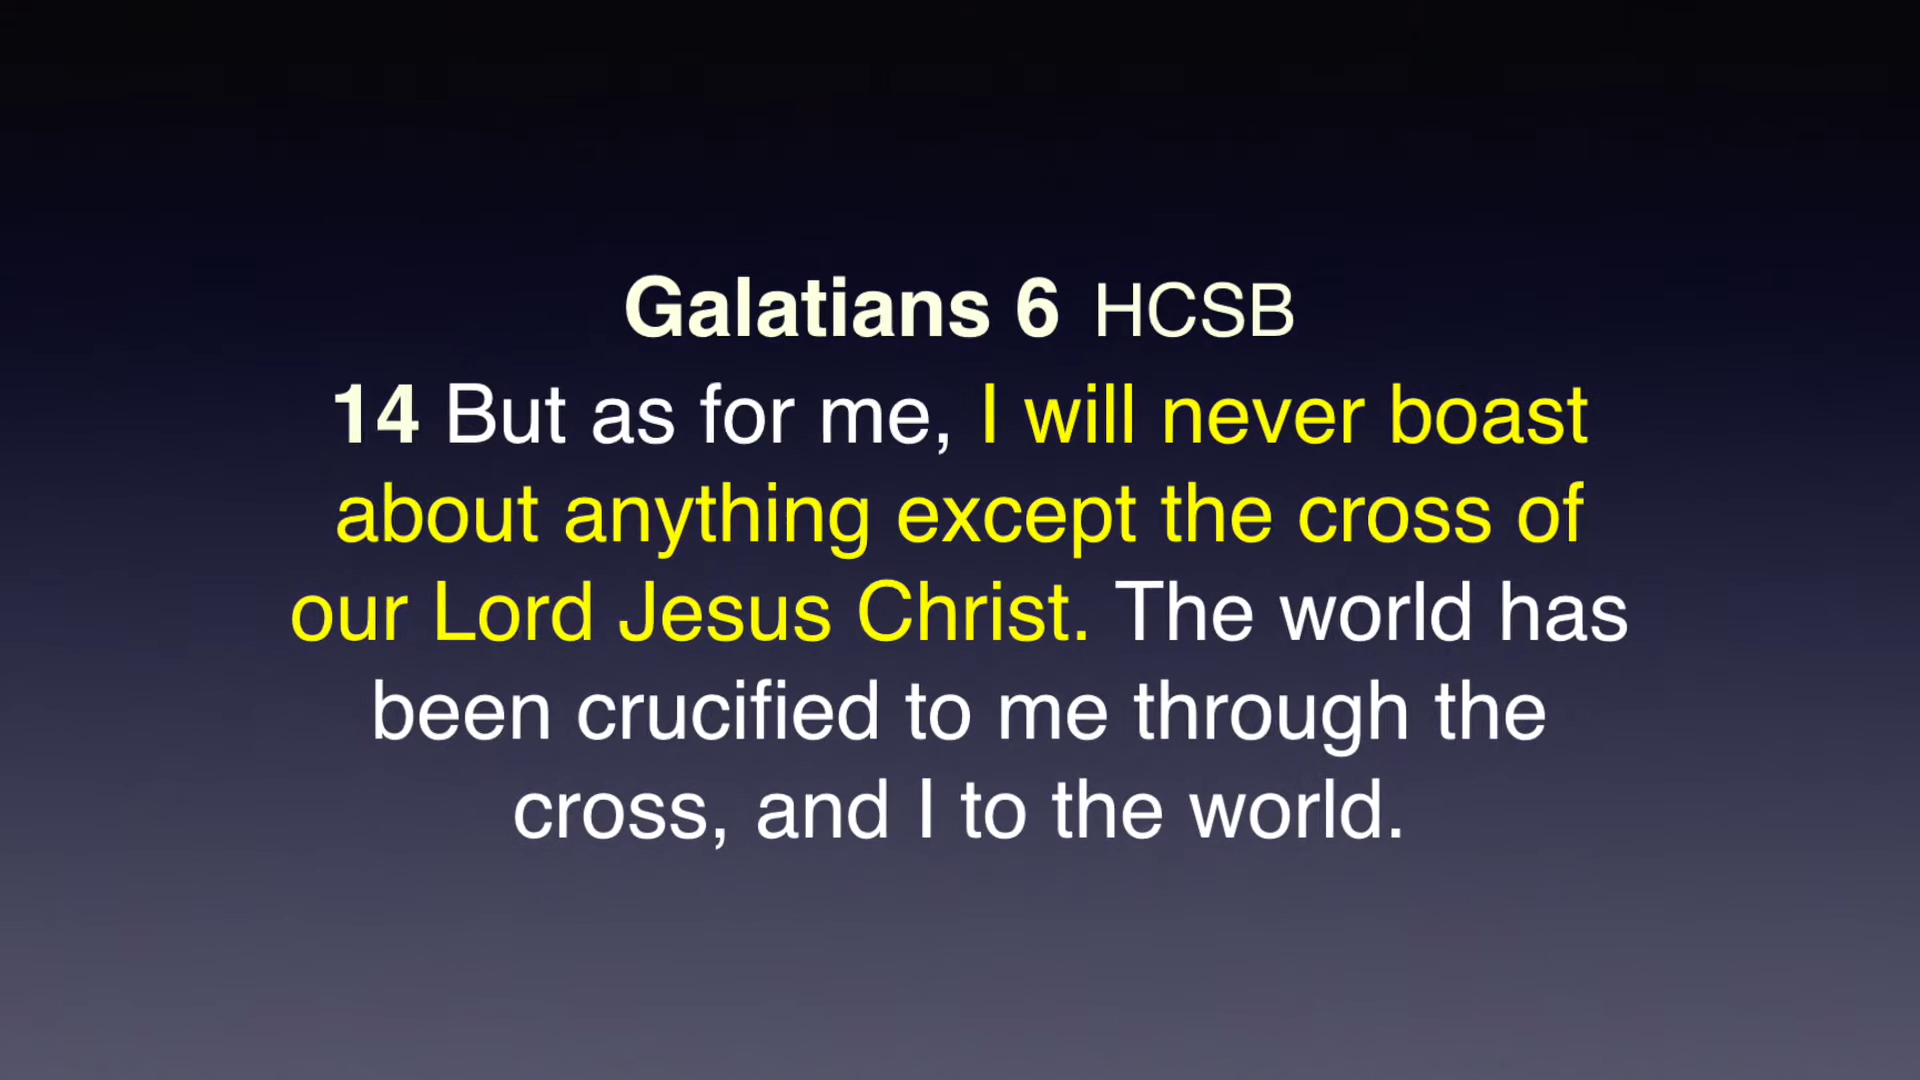 Galatians 6 HCSB
14 But as for me, I will never boast
about anything except the cross of
our Lord Jesus Christ. The world has
been crucified to me through the
cross, and I to the world.